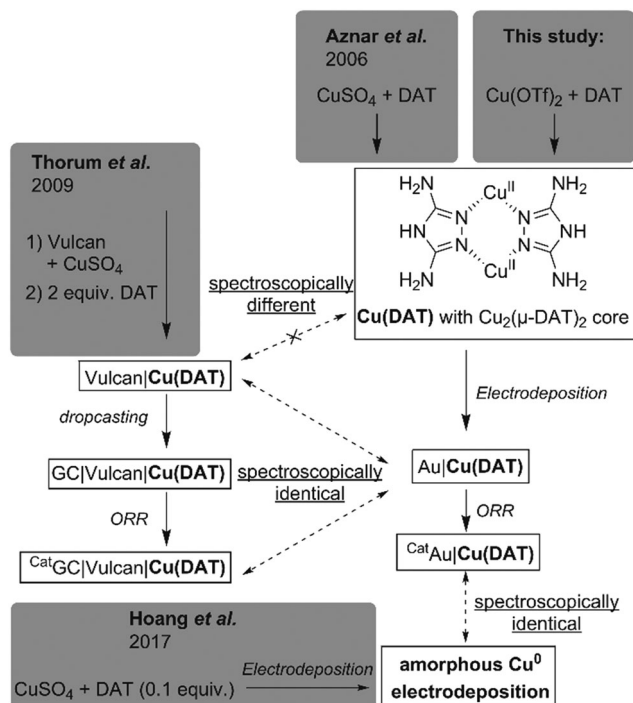 Aznar et al.
2006
CuSO4 + DAT
This study:
Cu(OTf)2 + DAT
Thorum et al.
2009
1) Vulcan
+ CuSO4
2) 2 equiv. DAT
H2N
NH2
CuII
N
N
HN
NH
N
N
CuII
H2N
NH2
Cu(DAT) with Cu2(μ-DAT)2 core
spectroscopically
different
Vulcan|Cu(DAT)
Electrodeposition
dropcasting
GC|Vulcan|Cu(DAT)
spectroscopically
identical
Au|Cu(DAT)
ORR
ORR
CatGC|Vulcan|Cu(DAT)
CatAu|Cu(DAT)
spectroscopically
identical
Hoang et al.
2017
CuSO4 + DAT (0.1 equiv.)
Electrodeposition
amorphous Cu0
electrodeposition